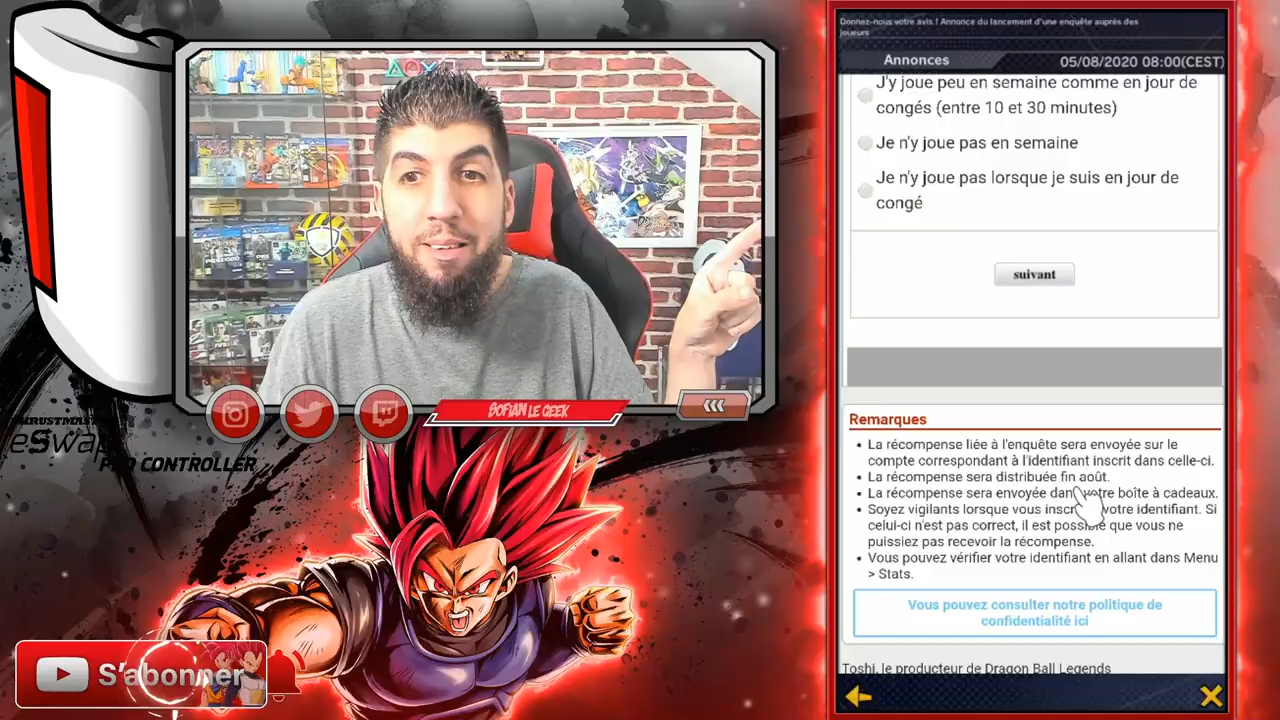 Donnez-nous votre avis ! Annonce du lancement d'une enquête auprès des
joueurs
Annonces
05/08/2020 08:00(CEST)
J'y joue peu en semaine comme en jour de
congés (entre 10 et 30 minutes)
Je n'y joue pas en semaine
Je n'y joue pas lorsque je suis en jour de
congé
suivant
Remarques
• La récompense liée à l'enquête sera envoyée sur le
compte correspondant à l'identifiant inscrit dans celle-ci.
• La récompense sera distribuée fin août.
• La récompense sera envoyée dans votre boîte à cadeaux.
• Soyez vigilants lorsque vous inscr votre identifiant. Si
celui-ci n'est pas correct, il est possible que vous ne
puissiez pas recevoir la récompense.
• Vous pouvez vérifier votre identifiant en allant dans Menu
> Stats.
Vous pouvez consulter notre politique de
confidentialité ici
Toshi, le producteur de Dragon Ball Legends
SOFIAN LE GEEK
THRUSTMAST
eSwap
PRO CONTROLLER
S'abonner